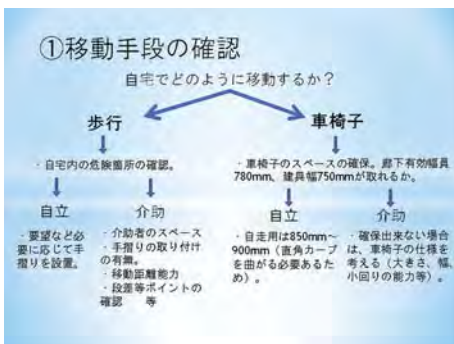 ①移動手段の確認
自宅でどのように移動するか？
歩行
車椅子
・自宅内の危険箇所の確認。
・車椅子のスペースの確保。廊下有効幅員
780mm、建具幅750mmが取れるか。
自立
介助
自立
介助
・要望など必
要に応じて手
摺りを設置。
・介助者のスペース
・手摺りの取り付け
の有無。
・移動距離能力
・段差等ポイントの
確認　等
・自走用は850mm～
900mm（直角カーブ
を曲がる必要あるた
め）。
・確保出来ない場合
は、車椅子の仕様を
考える（大きさ、幅、
小回りの能力等）。